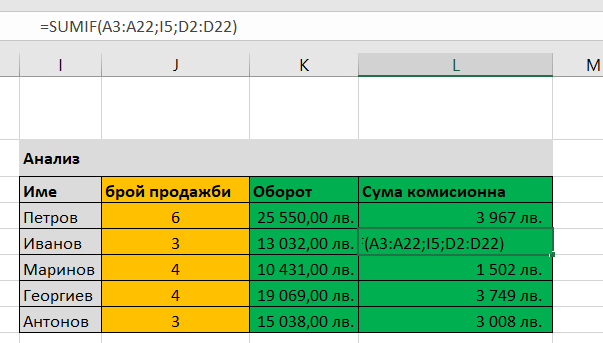 =SUMIF(A3:A22;I5;D2:D22)
I J K L M
Анализ
Име брой продажби Оборот Сума комисионна
Петров 6 25 550,00 лв. 3 967 лв.
Иванов 3 13 032,00 лв. (A3:A22;I5;D2:D22)
Маринов 4 10 431,00 лв. 1 502 лв.
Георгиев 4 19 069,00 лв. 3 749 лв.
Антонов 3 15 038,00 лв. 3 008 лв.